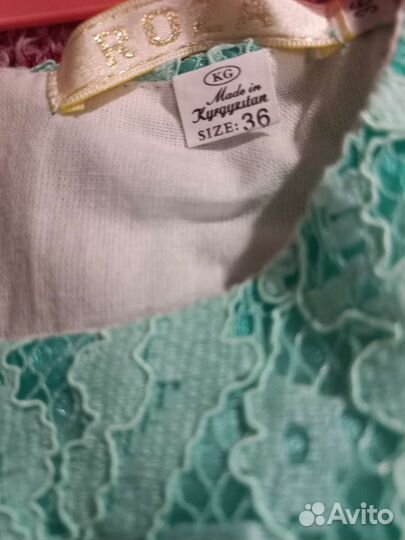 ROZA
KG
Made in
Kyrgyzstan
SIZE: 36
Avito